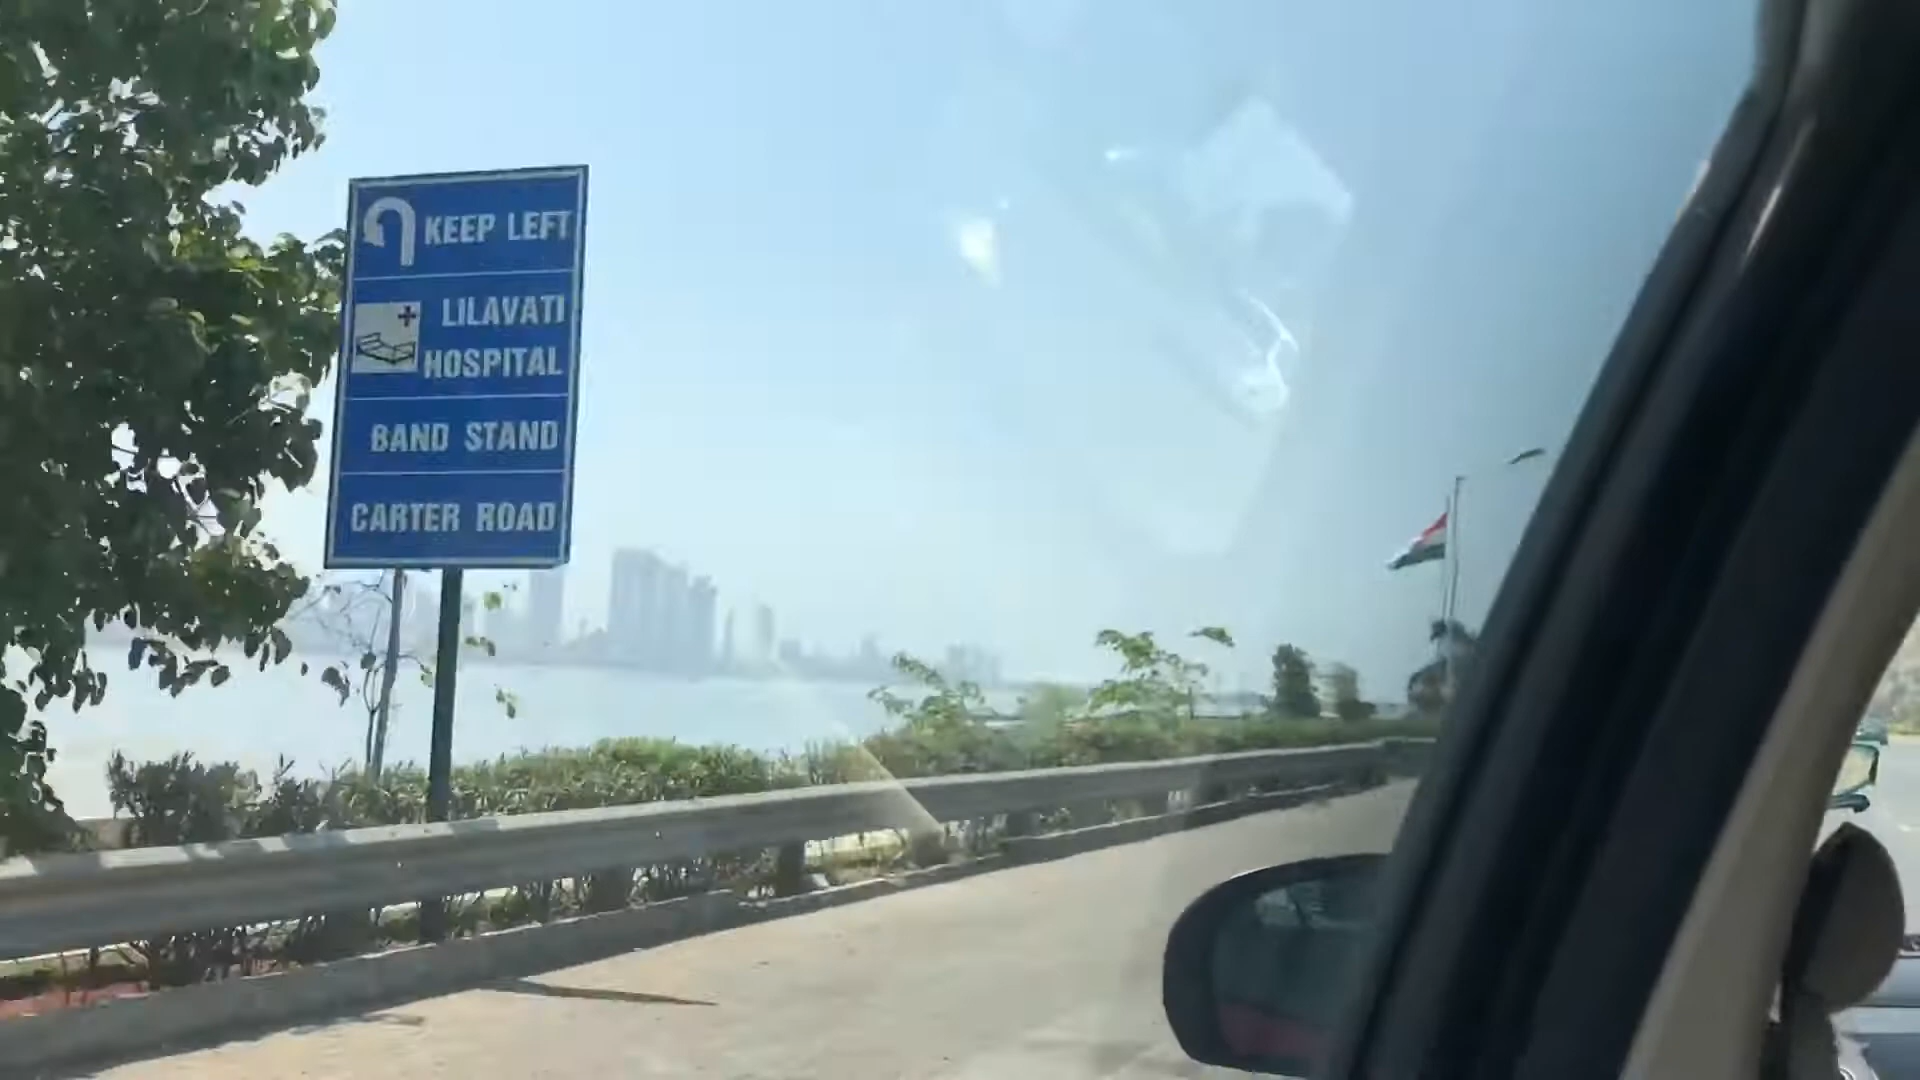 KEEP LEFT
LILAVATI
HOSPITAL
BAND STAND
CARTER ROAD